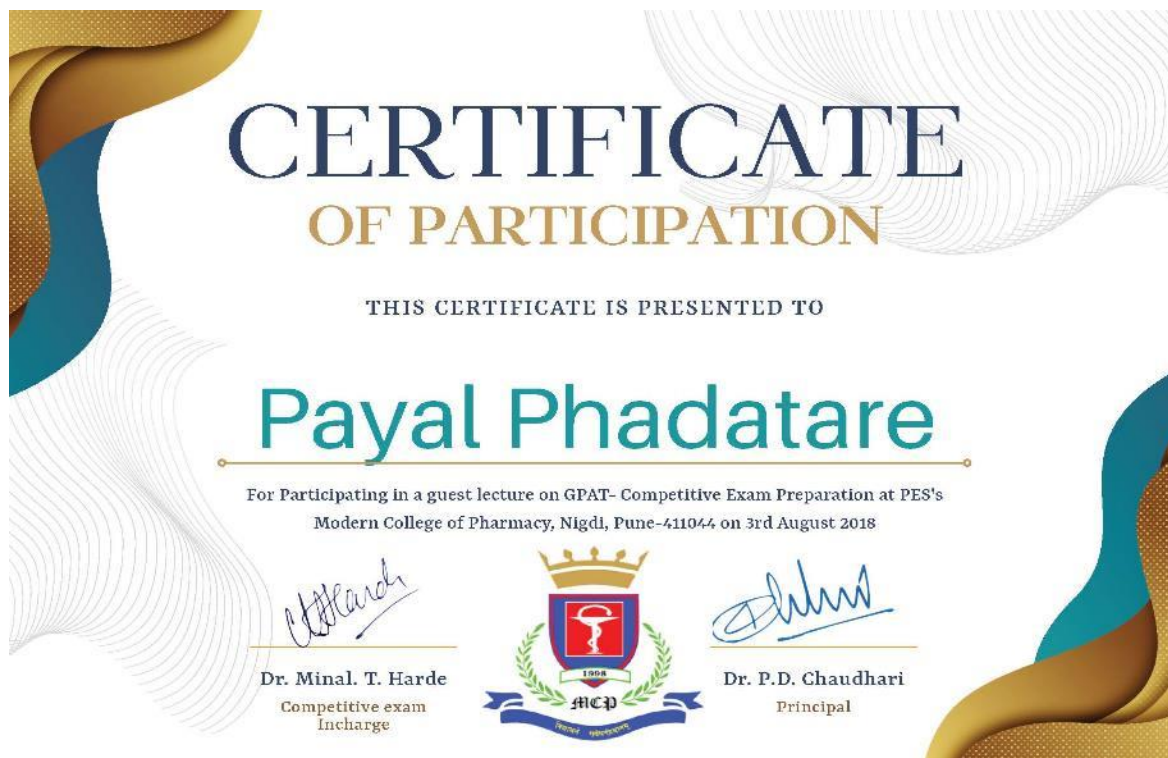 CERTIFICATE
OF PARTICIPATION
THIS CERTIFICATE IS PRESENTED TO
Payal Phadatare
For Participating in a guest lecture on GPAT- Competitive Exam Preparation at PES's
Modern College of Pharmacy, Nigdi, Pune-411044 on 3rd August 2018
Dr. Minal. T. Harde
Competitive exam
Incharge
1998
MCP
Dr. P.D. Chaudhari
Principal